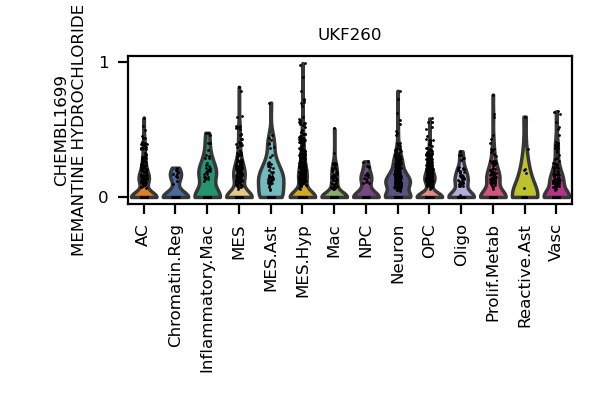 UKF260
CHEMBL1699
MEMANTINE HYDROCHLORIDE
1
0
AC
Chromatin.Reg
Inflammatory.Mac
MES
MES.Ast
MES.Hyp
Mac
NPC
Neuron
OPC
Oligo
Prolif.Metab
Reactive.Ast
Vasc